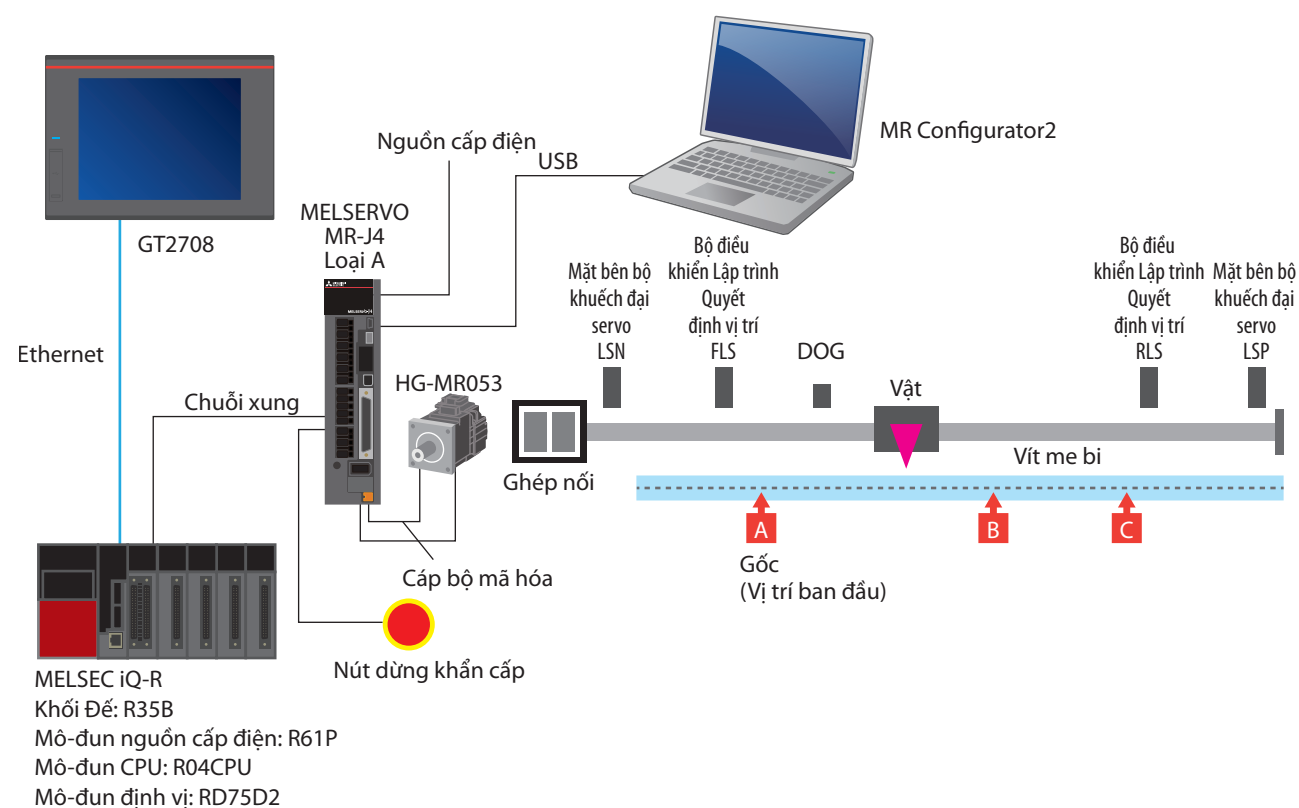 MR Configurator2
Nguồn cấp điện
USB
GT2708
MELSERVO
MR-J4
Loại A
MELSERVO-J4
Ethernet
Chuỗi xung
HG-MR053
Mặt bên bộ
khuếch đại
servo
LSN
Bộ điều
khiển Lập trình
Quyết
định vị trí
FLS
DOG
Vật
Bộ điều
khiển Lập trình
Quyết
định vị trí
RLS
Mặt bên bộ
khuếch đại
servo
LSP
Ghép nối
Vít me bi
A
B
C
Gốc
(Vị trí ban đầu)
Cáp bộ mã hóa
Nút dừng khẩn cấp
MELSEC iQ-R
Khối Đế: R35B
Mô-đun nguồn cấp điện: R61P
Mô-đun CPU: R04CPU
Mô-đun định vị: RD75D2